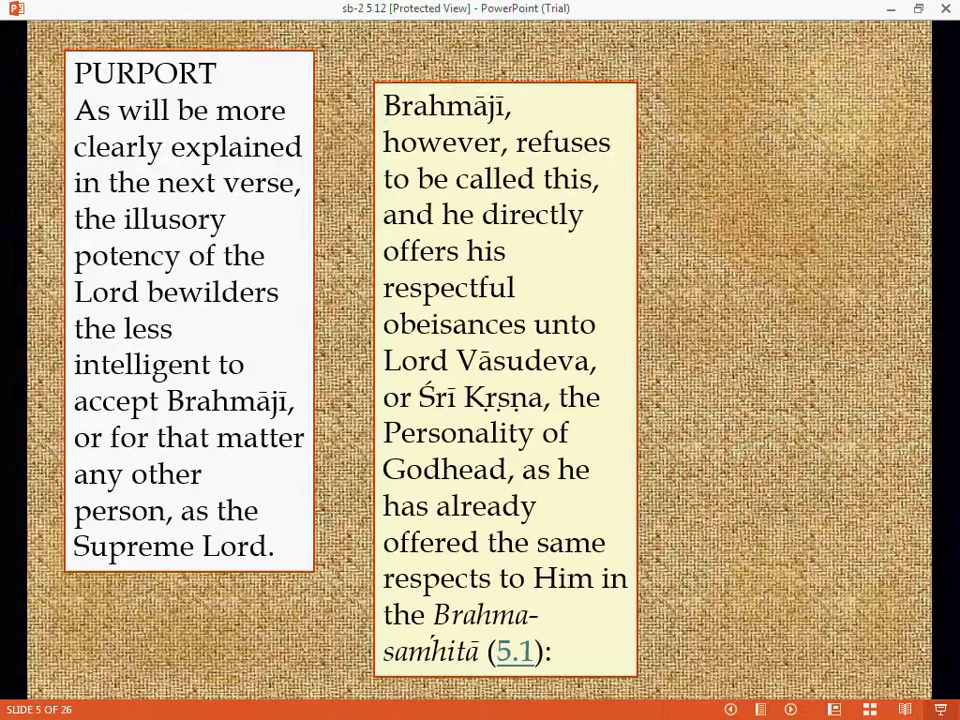 sb-2 5 12 [Protected View] - PowerPoint (Trial)
PURPORT
As will be more
clearly explained
in the next verse,
the illusory
potency of the
Lord bewilders
the less
intelligent to
accept Brahmājī,
or for that matter
any other
person, as the
Supreme Lord.
Brahmājī,
however, refuses
to be called this,
and he directly
offers his
respectful
obeisances unto
Lord Vāsudeva,
or Śrī Kṛṣṇa, the
Personality of
Godhead, as he
has already
offered the same
respects to Him in
the Brahma-
saḿhitā (5.1):
SLIDE 5 OF 26